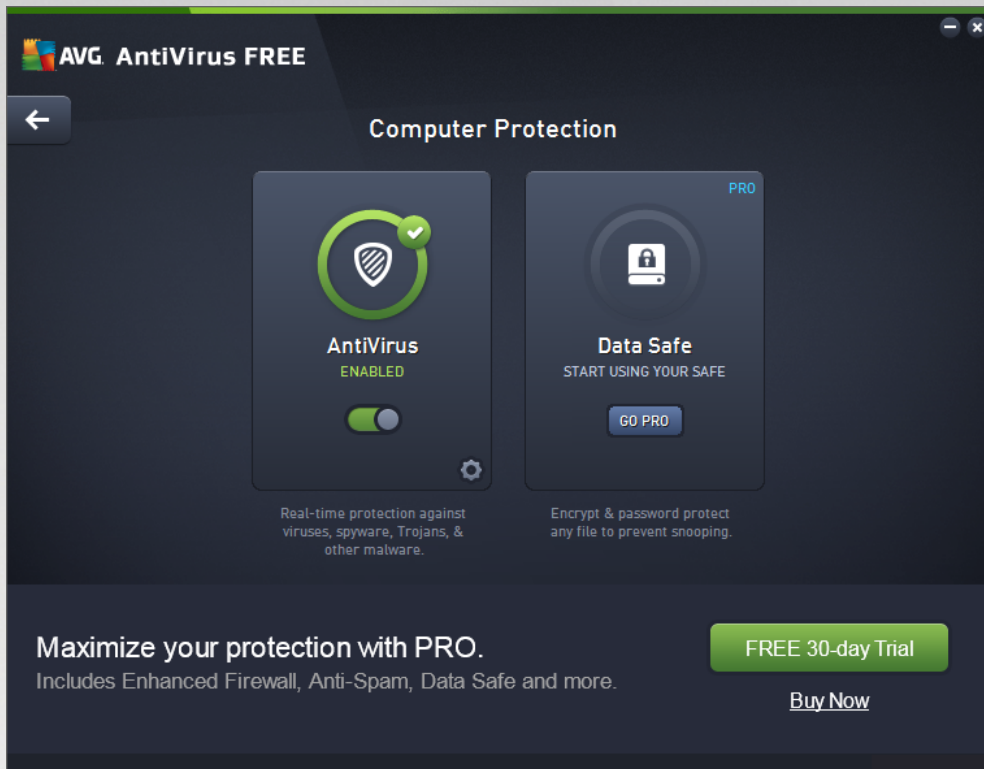 AVG. AntiVirus FREE
Computer Protection
PRO
AntiVirus
ENABLED
Real-time protection against
viruses, spyware, Trojans, &
other malware.
Data Safe
START USING YOUR SAFE
GO PRO
Encrypt & password protect
any file to prevent snooping.
Maximize your protection with PRO.
Includes Enhanced Firewall, Anti-Spam, Data Safe and more.
FREE 30-day Trial
Buy Now